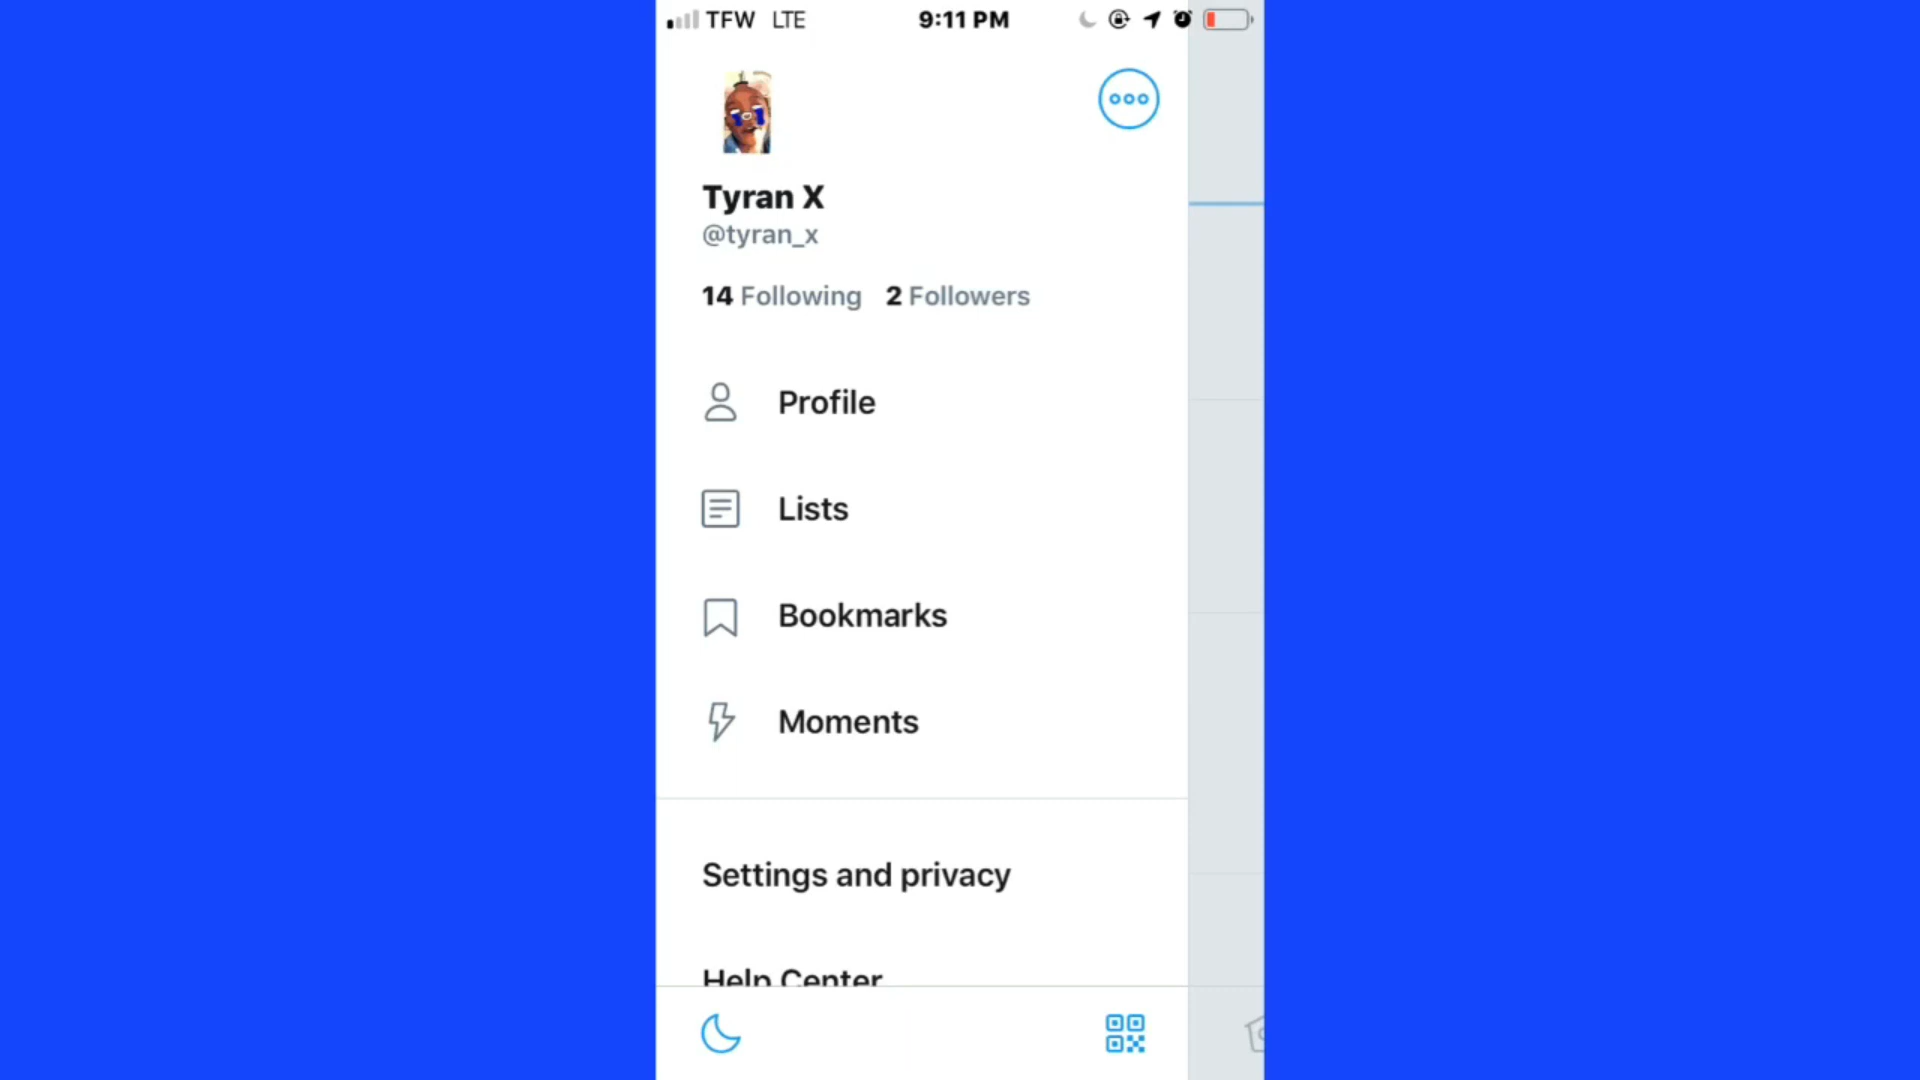 TFW LTE 9:11 PM
Tyran X
@tyran_x
14 Following 2 Followers
Profile
Lists
Bookmarks
Moments
Settings and privacy
Help Center